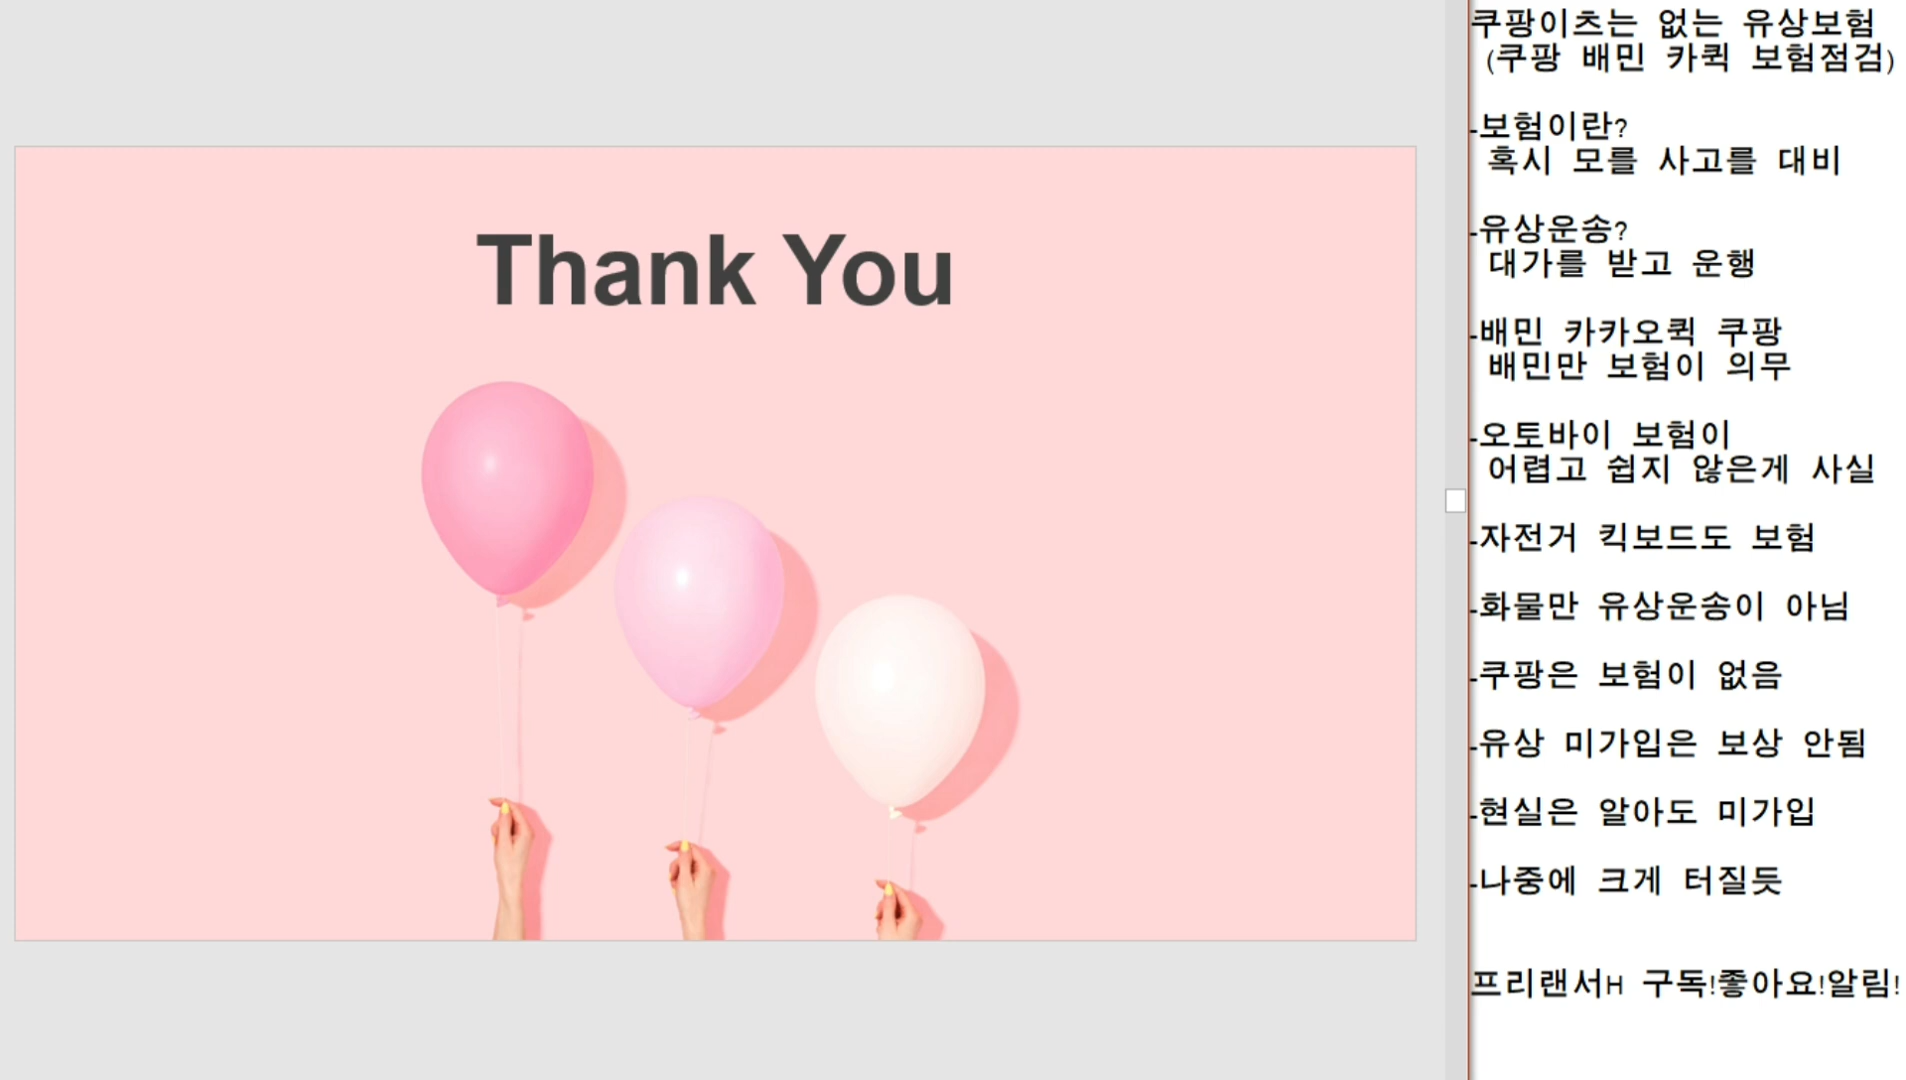 Thank You
쿠팡이츠는 없는 유상보험
(쿠팡 배민 카퀵 보험점검)
-보험이란?
혹시 모를 사고를 대비
-유상운송?
대가를 받고 운행
-배민 카카오퀵 쿠팡
배민만 보험이 의무
-오토바이 보험이
어렵고 쉽지 않은게 사실
-자전거 킥보드도 보험
-화물만 유상운송이 아님
-쿠팡은 보험이 없음
-유상 미가입은 보상 안됨
-현실은 알아도 미가입
-나중에 크게 터질듯
프리랜서H 구독!좋아요!알림!